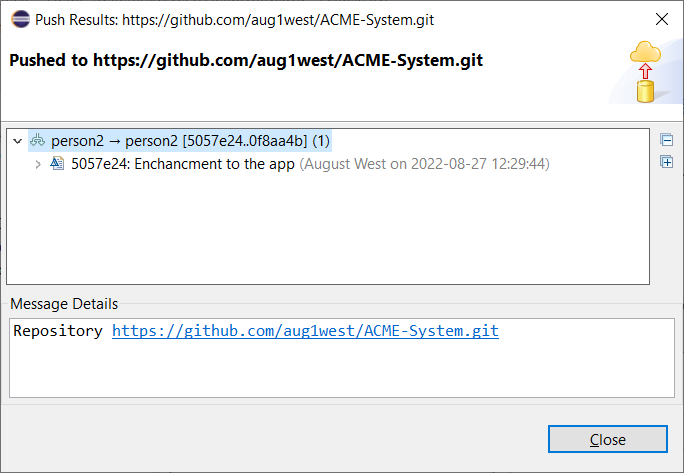 Push Results: https://github.com/aug1west/ACME-System.git
Pushed to https://github.com/aug1west/ACME-System.git
person2 → person2 [5057e24..0f8aa4b] (1)
5057e24: Enchancment to the app (August West on 2022-08-27 12:29:44)
Message Details
Repository https://github.com/aug1west/ACME-System.git
Close